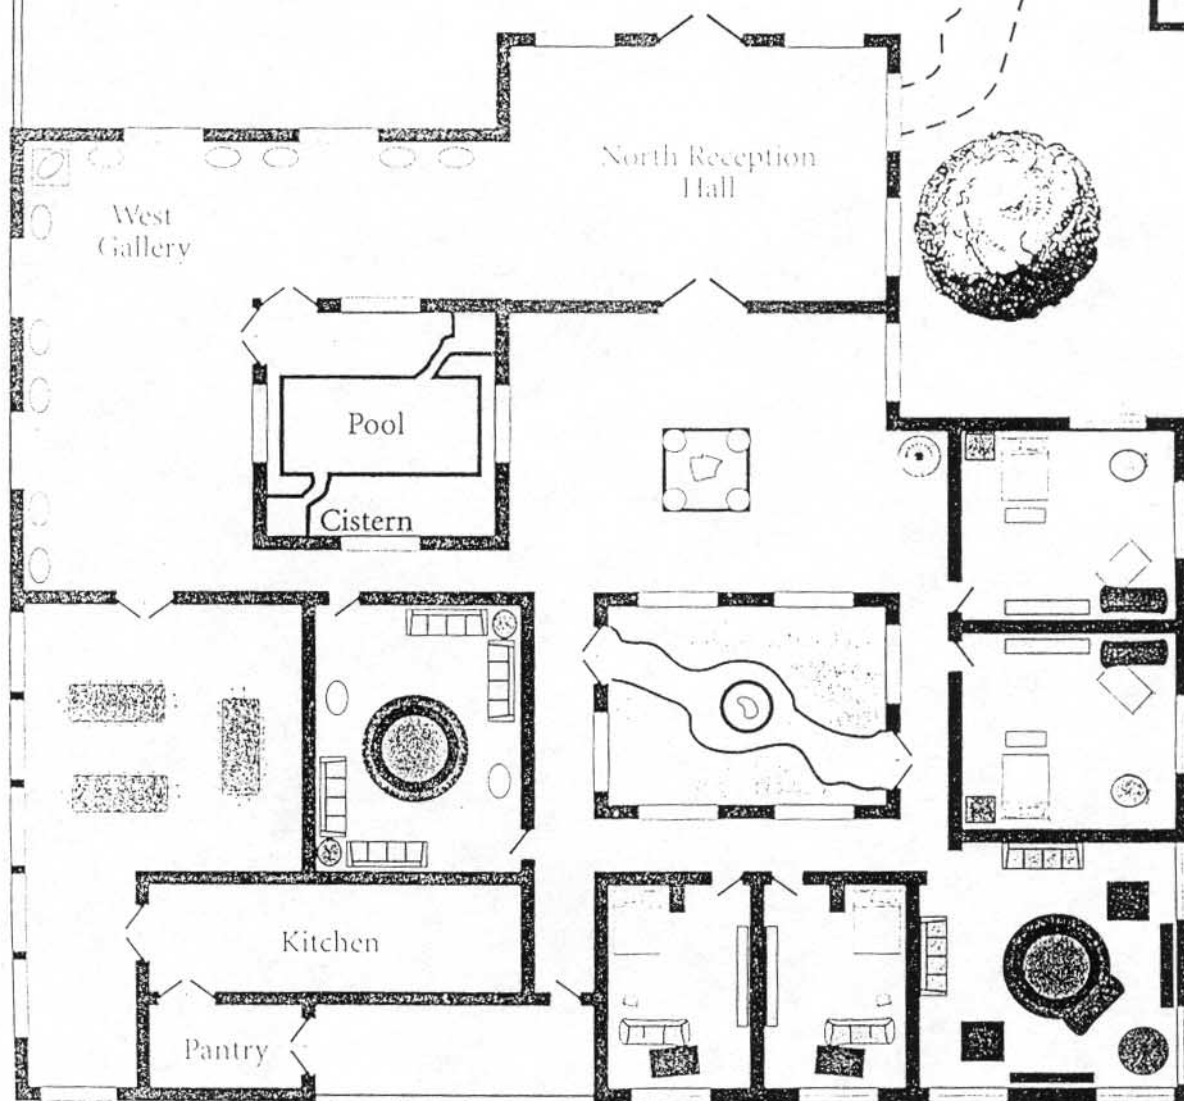 North Reception
Hall
West
Gallery
Pool
Cistern
Kitchen
Pantry